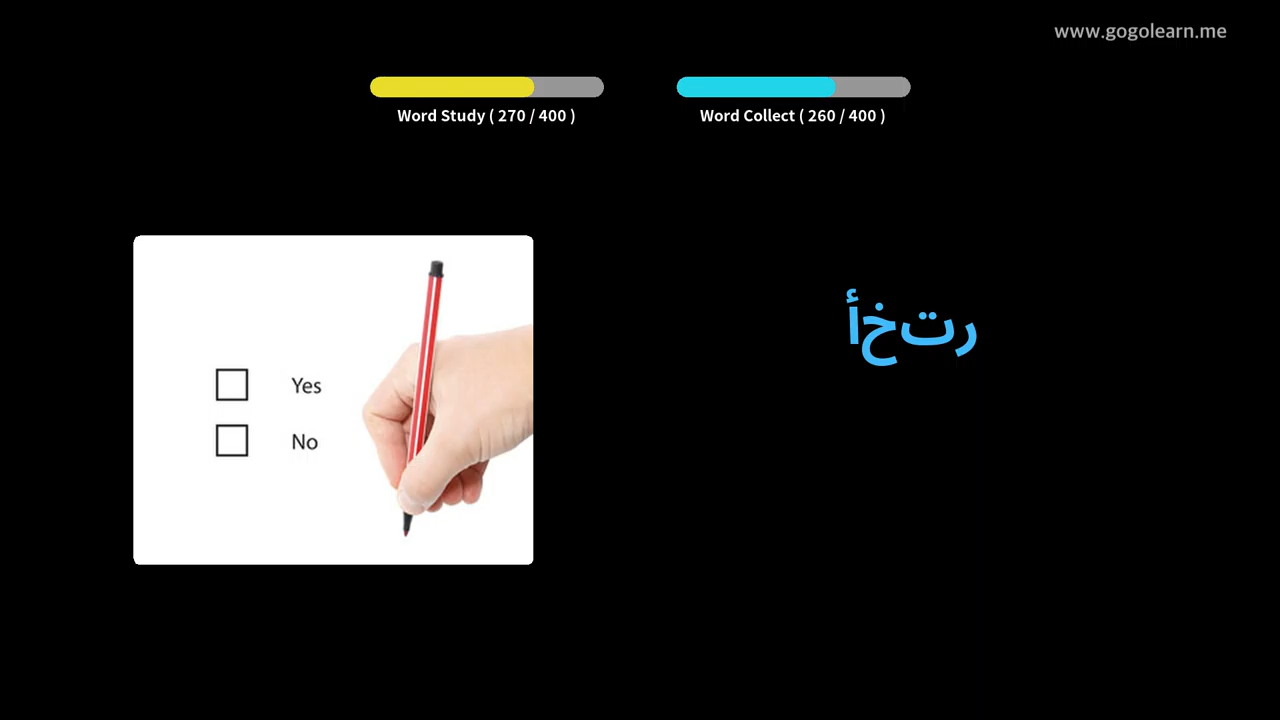 www.gogolearn.me
Word Study ( 270 / 400 )
Word Collect ( 260 / 400 )
رتخأ
Yes
No